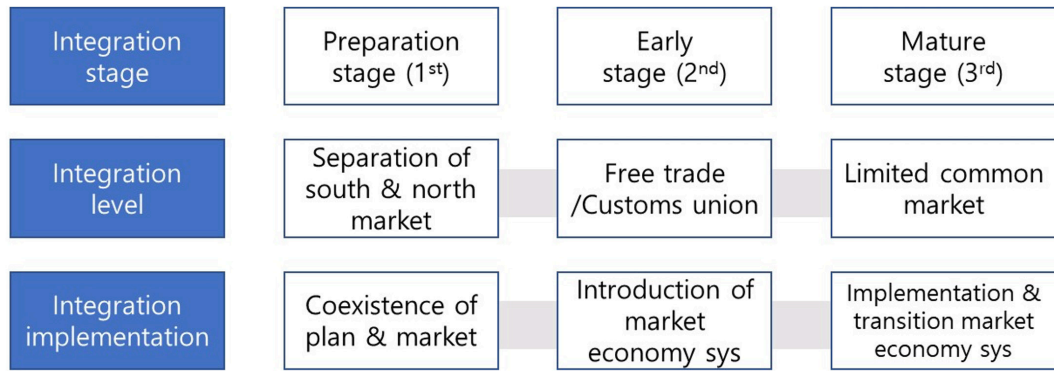 Integration
stage
Preparation
stage (1st)
Early
stage (2nd)
Mature
stage (3rd)
Integration
level
Separation of
south & north
market
Free trade
/Customs union
Limited common
market
Integration
implementation
Coexistence of
plan & market
Introduction of
market
economy sys
Implementation &
transition market
economy sys